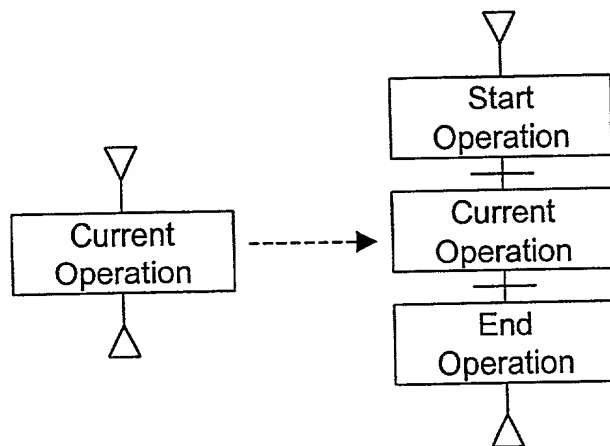 Current
Operation
Start
Operation
Current
Operation
End
Operation